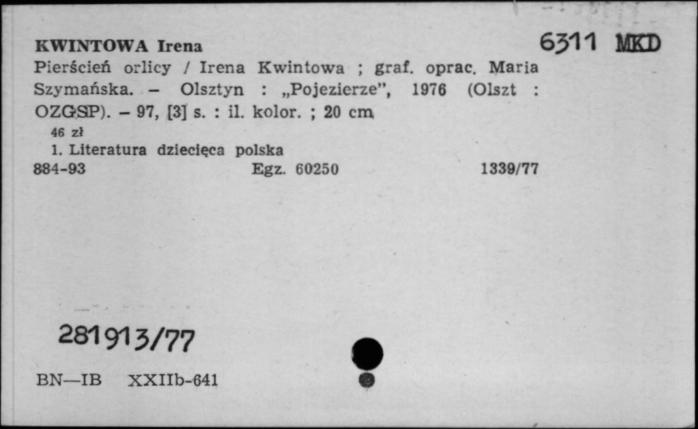 6311 MKD
KWINTOWA Irena
Pierścień orlicy / Irena Kwintowa ; graf. oprac. Maria
Szymańska. — Olsztyn : „Pojezierze”, 1976 (Olszt :
OZGSP). — 97, [3] s. : il. kolor. ; 20 cm
46 zł
1. Literatura dziecięca polska
884-93 Egz. 60250 1339/77
281913/77
BN—IB XXIIb-641